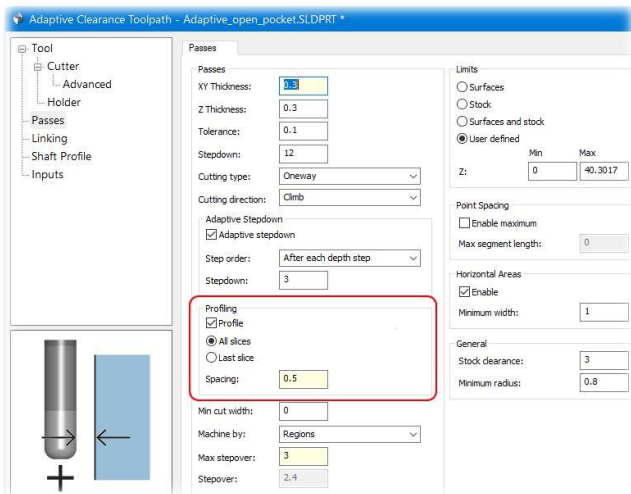 Adaptive Clearance Toolpath - Adaptive_open_pocket.SLDPRT *
Tool
Cutter
Advanced
Holder
Passes
Linking
Shaft Profile
Inputs
Passes
Passes
XY Thickness: 0.3
Z Thickness: 0.3
Tolerance: 0.1
Stepdown: 12
Cutting type: Oneway
Cutting direction: Climb
Adaptive Stepdown
Adaptive stepdown
Step order: After each depth step
Stepdown: 3
Profiling
Profile
All slices
Last slice
Spacing: 0.5
Min cut width: 0
Machine by: Regions
Max stepover: 3
Stepover: 2.4
Limits
Surfaces
Stock
Surfaces and stock
User defined
Min Max
Z: 0 40.3017
Point Spacing
Enable maximum
Max segment length: 0
Horizontal Areas
Enable
Minimum width: 1
General
Stock clearance: 3
Minimum radius: 0.8